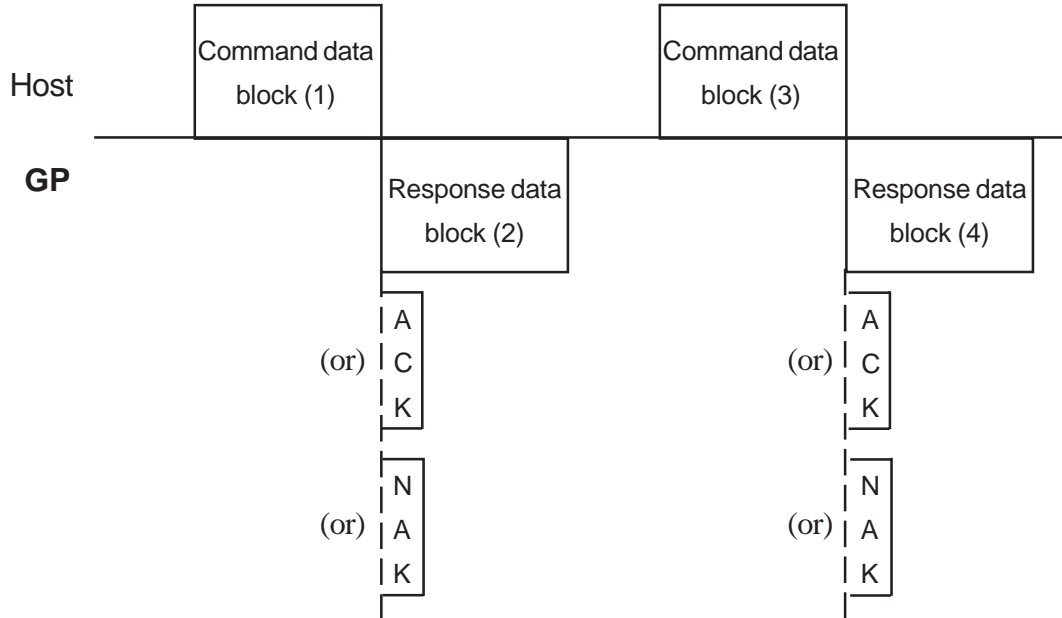 Host
Command data
block (1)
Command data
block (3)
GP
Response data
block (2)
Response data
block (4)
(or)
A
C
K
(or)
A
C
K
(or)
N
A
K
(or)
N
A
K